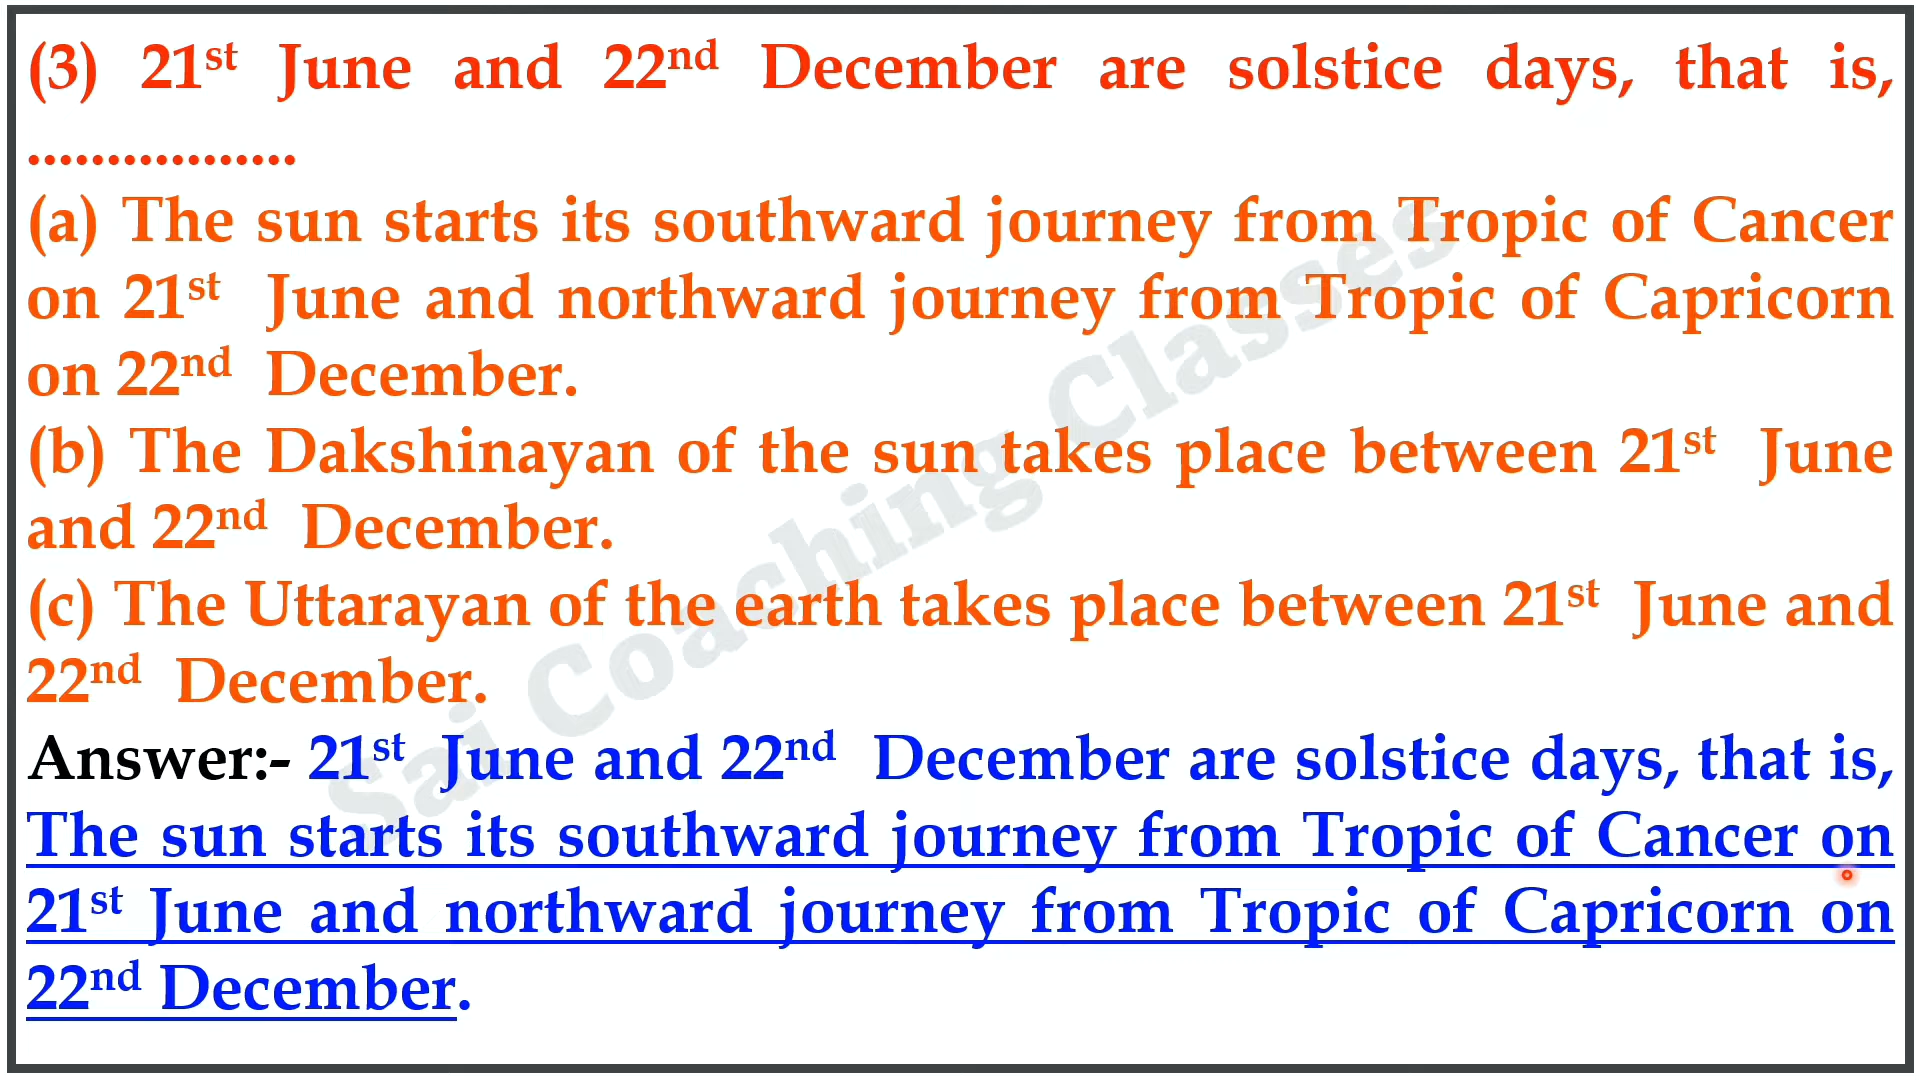 (3) 21st June and 22nd December are solstice days, that is,
.................
(a) The sun starts its southward journey from Tropic of Cancer
on 21st June and northward journey from Tropic of Capricorn
on 22nd December.
(b) The Dakshinayan of the sun takes place between 21st June
and 22nd December.
(c) The Uttarayan of the earth takes place between 21st June and
22nd December.
Answer:- 21st June and 22nd December are solstice days, that is,
The sun starts its southward journey from Tropic of Cancer on
21st June and northward journey from Tropic of Capricorn on
22nd December.
Sai Coaching Classes